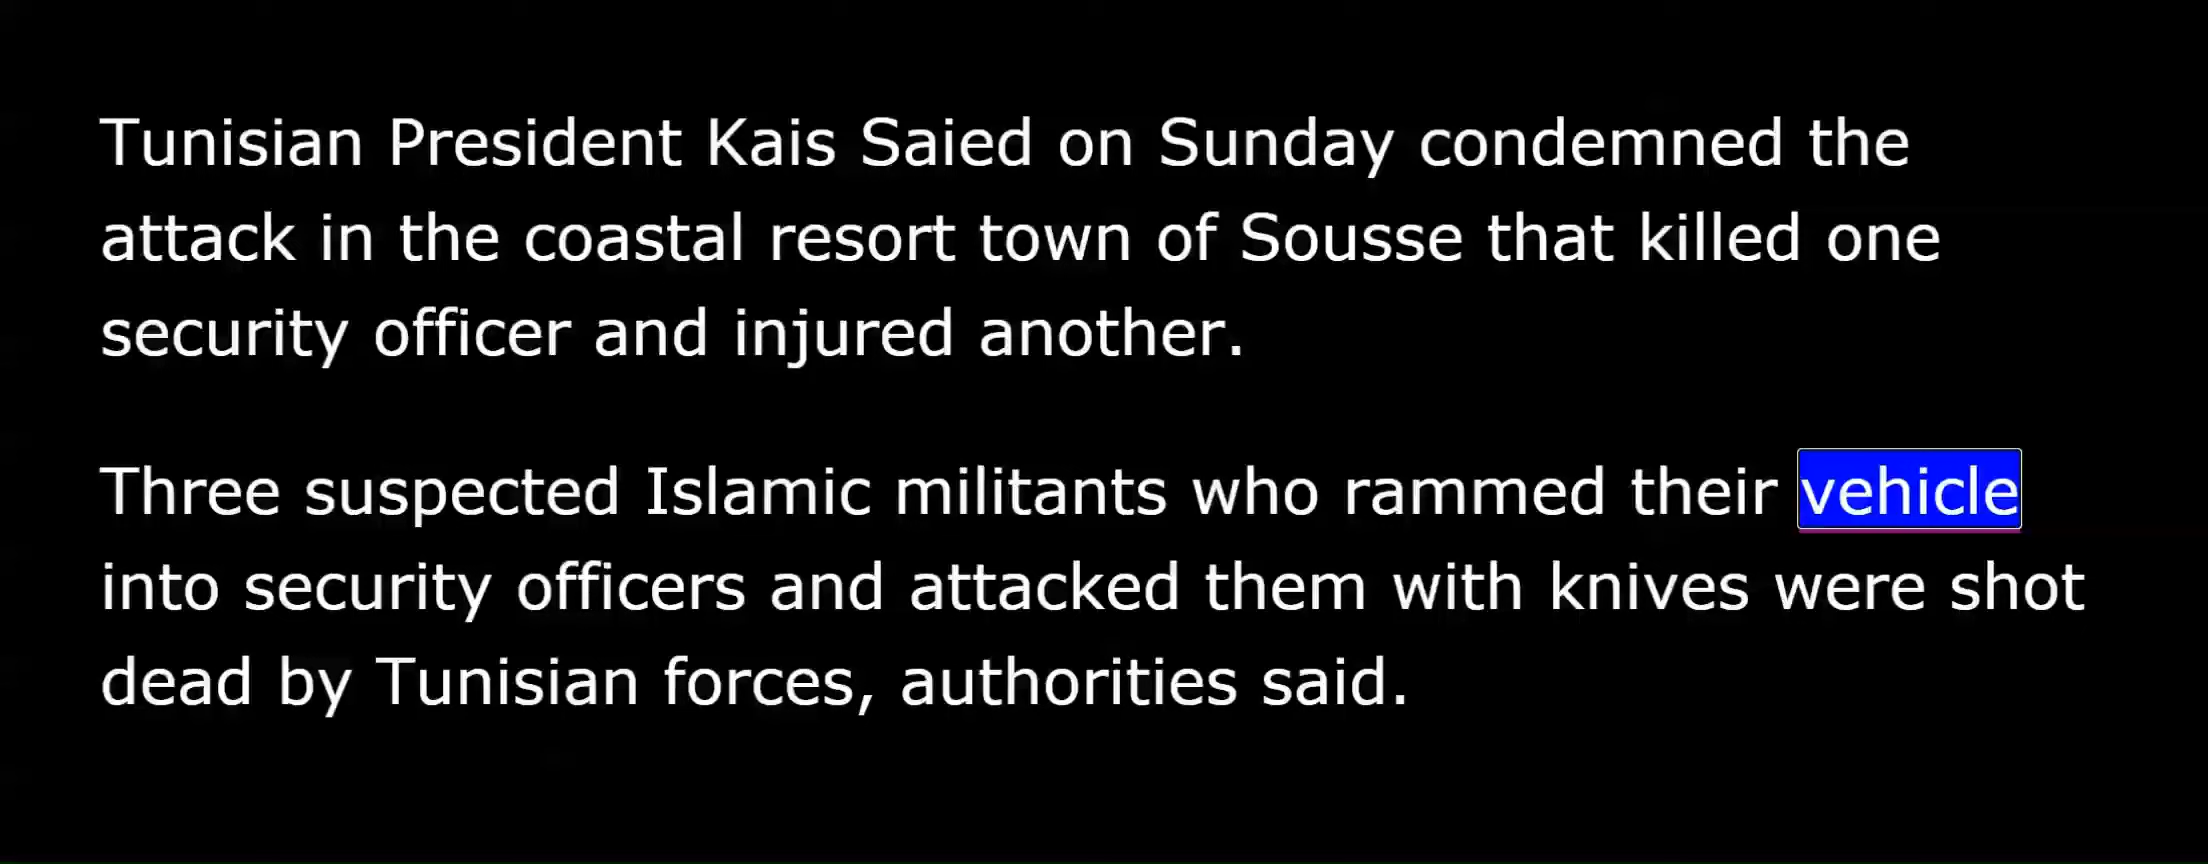 Tunisian President Kais Saied on Sunday condemned the
attack in the coastal resort town of Sousse that killed one
security officer and injured another.
Three suspected Islamic militants who rammed their vehicle
into security officers and attacked them with knives were shot
dead by Tunisian forces, authorities said.